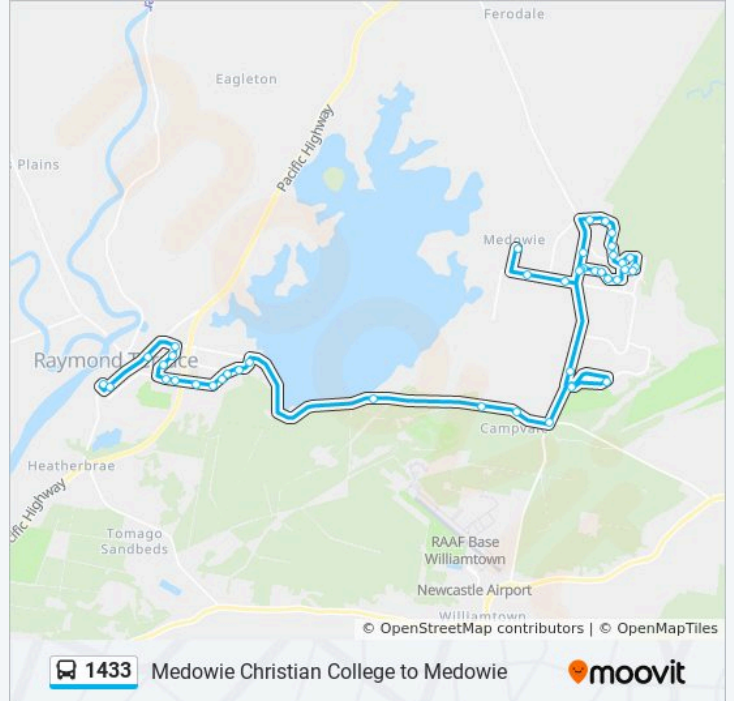 Ferodale
Eagleton
Pacific Highway
Plains
Medowie
Raymond Terrace
Campvale
Heatherbrae
Pacific Highway
Tomago
Sandbeds
RAAF Base
Williamtown
Newcastle Airport
Williamtown
© OpenStreetMap contributors | © OpenMapTiles
1433 Medowie Christian College to Medowie moovit